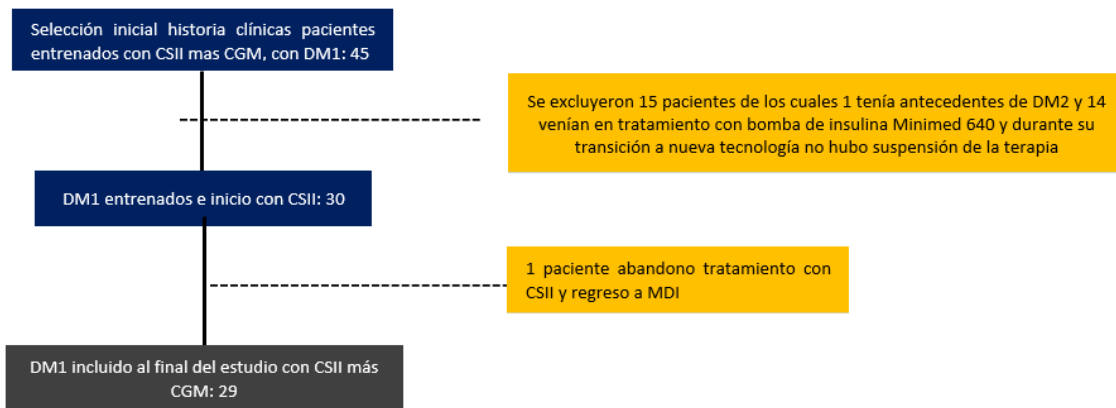 Selección inicial historia clínicas pacientes
entrenados con CSII mas CGM, con DM1: 45
Se excluyeron 15 pacientes de los cuales 1 tenía antecedentes de DM2 y 14
venían en tratamiento con bomba de insulina Minimed 640 y durante su
transición a nueva tecnología no hubo suspensión de la terapia
DM1 entrenados e inicio con CSII: 30
1 paciente abandono tratamiento con
CSII y regreso a MDI
DM1 incluido al final del estudio con CSII más
CGM: 29